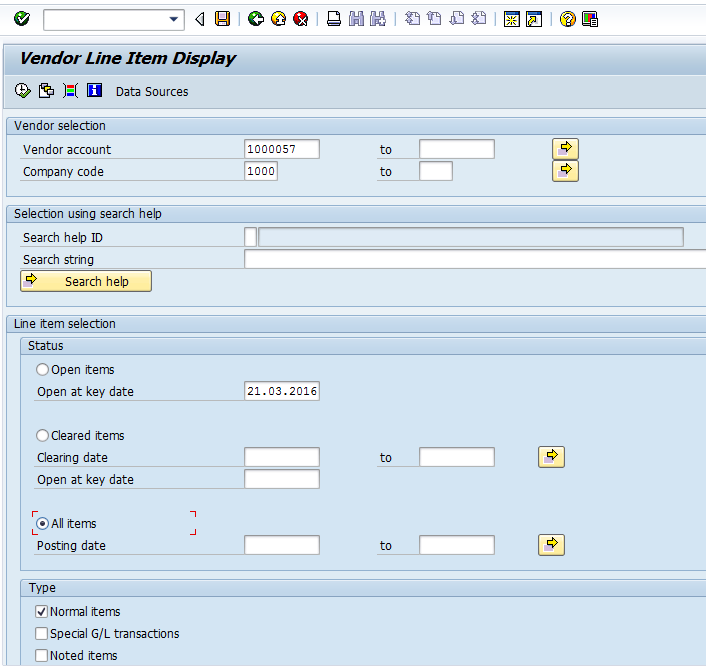 Vendor Line Item Display
Data Sources
Vendor selection
Vendor account 1000057 to
Company code 1000 to
Selection using search help
Search help ID
Search string
Search help
Line item selection
Status
Open items
Open at key date 21.03.2016
Cleared items
Clearing date to
Open at key date
All items
Posting date to
Type
Normal items
Special G/L transactions
Noted items